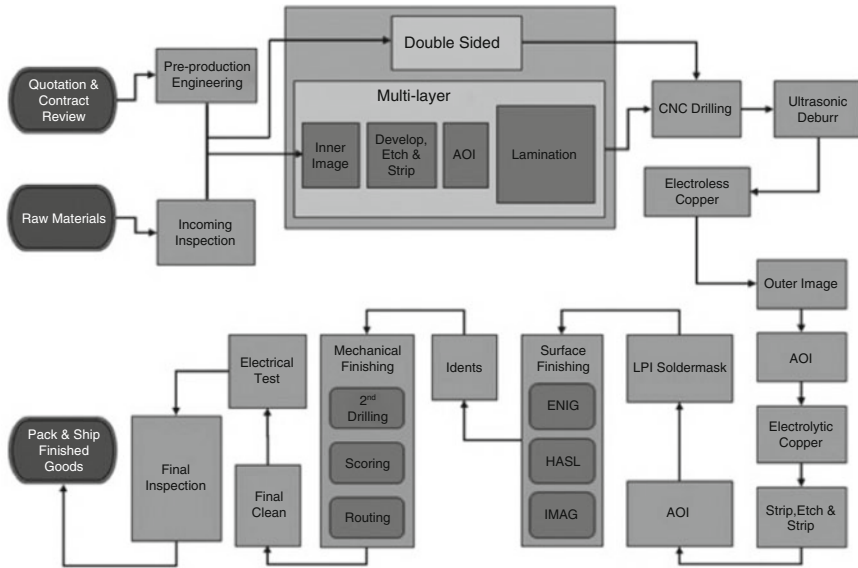 Quotation &
Contract
Review
Pre-production
Engineering
Raw Materials
Incoming
Inspection
Double Sided
Multi-layer
Inner
Image
Develop,
Etch &
Strip
AOI
Lamination
CNC Drilling
Ultrasonic
Deburr
Electroless
Copper
Outer Image
AOI
Electrolytic
Copper
Strip,Etch &
Strip
AOI
LPI Soldermask
Surface
Finishing
ENIG
HASL
IMAG
Idents
Mechanical
Finishing
2nd
Drilling
Scoring
Routing
Final
Clean
Electrical
Test
Final
Inspection
Pack & Ship
Finished
Goods